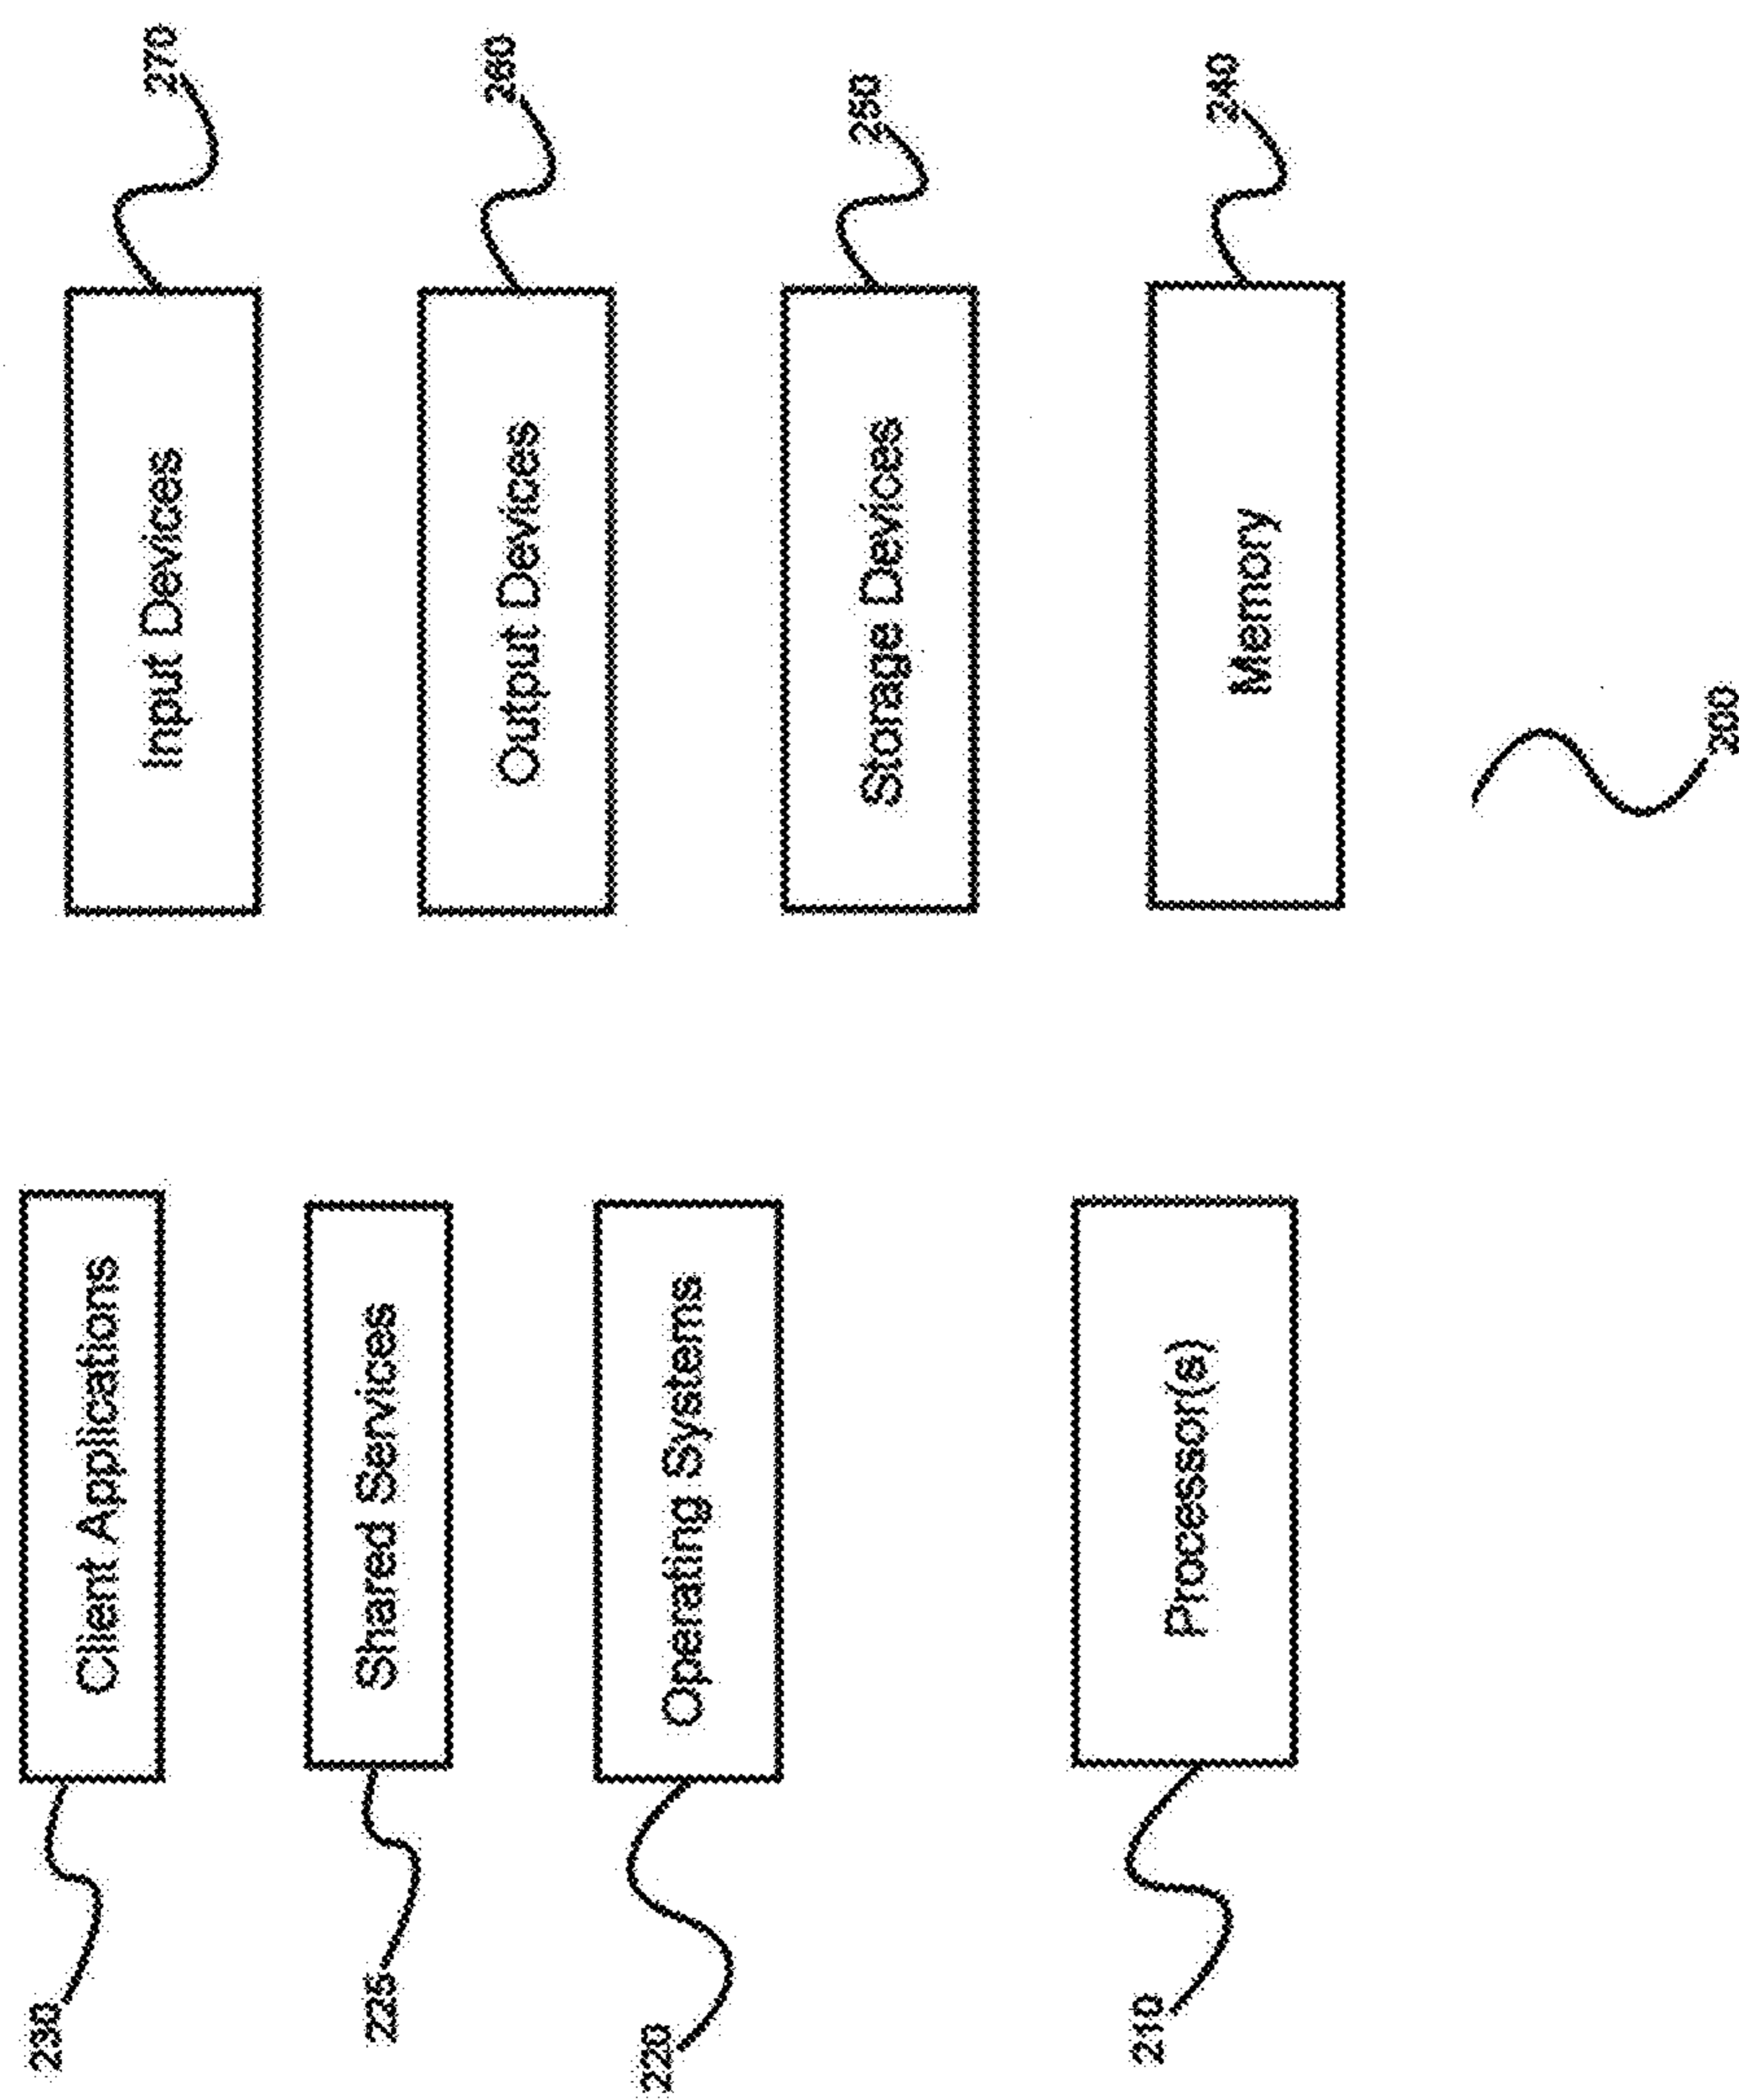 230
Client Applications
Input Devices
270
225
Shared Services
Output Devices
260
220
Operating Systems
Storage Devices
250
210
Processor(s)
Memory
240
200